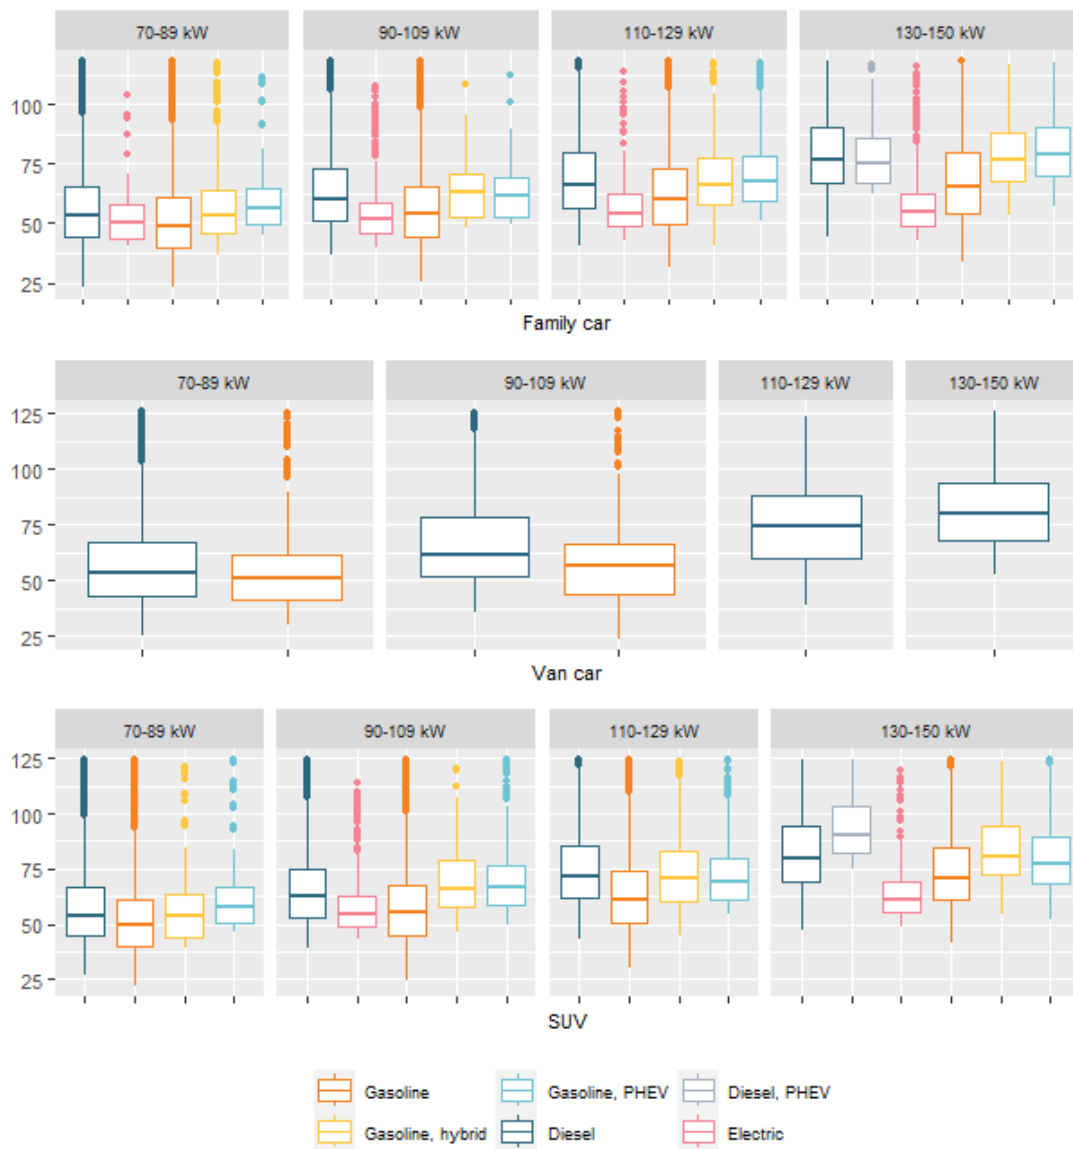 70-89 kW 90-109 kW 110-129 kW 130-150 kW
100
75
50
25
Family car
70-89 kW 90-109 kW 110-129 kW 130-150 kW
125
100
75
50
25
Van car
70-89 kW 90-109 kW 110-129 kW 130-150 kW
125
100
75
50
25
SUV
Gasoline Gasoline, PHEV Diesel, PHEV
Gasoline, hybrid Diesel Electric